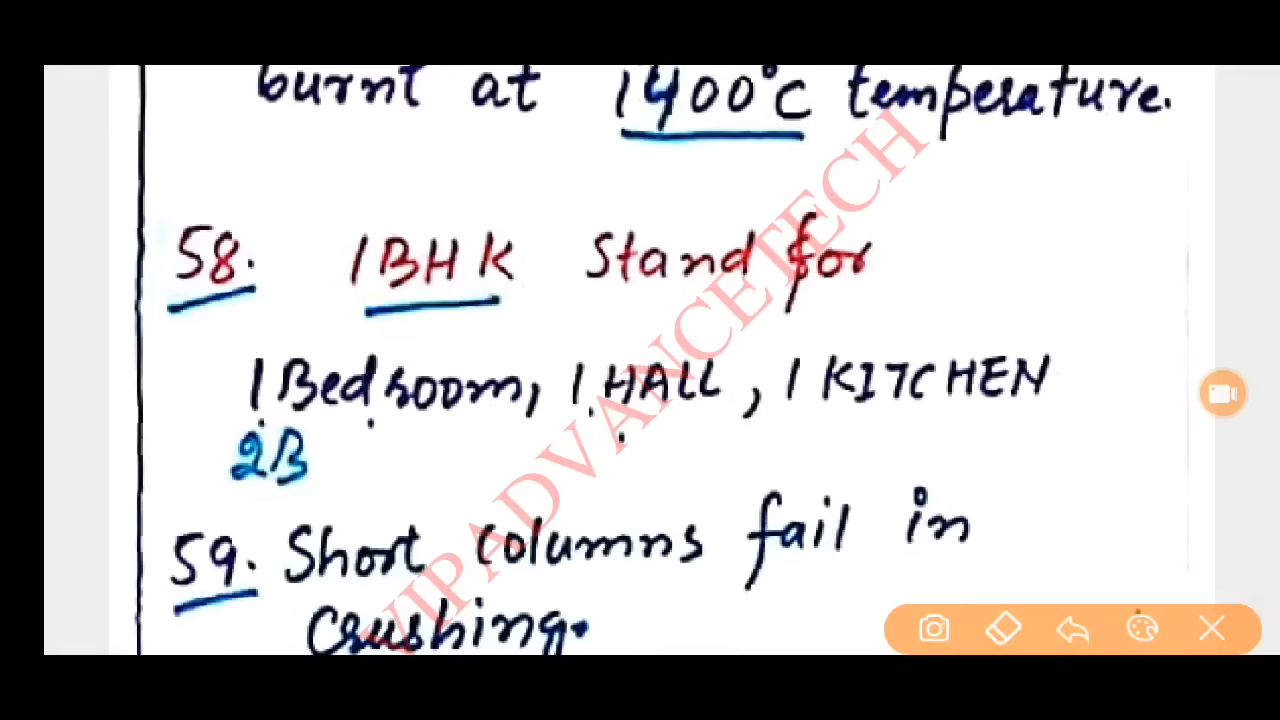 burnt at 1400°C temperature.
58. 1BHK Stand for
1 Bedroom, 1 HALL, 1 KITCHEN
2B
59. Short columns fail in
crushing.
VIPADVANCETECH